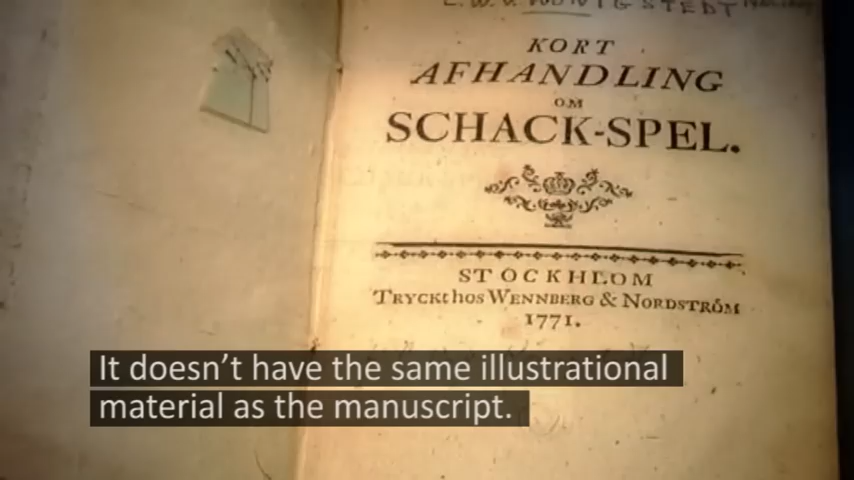 KORT
AFHANDLING
OM
SCHACK-SPEL.
STOCKHLOM
TRYCKt hos WENNBERG & NORDSTRÖM
1771.
It doesn't have the same illustrational
material as the manuscript.